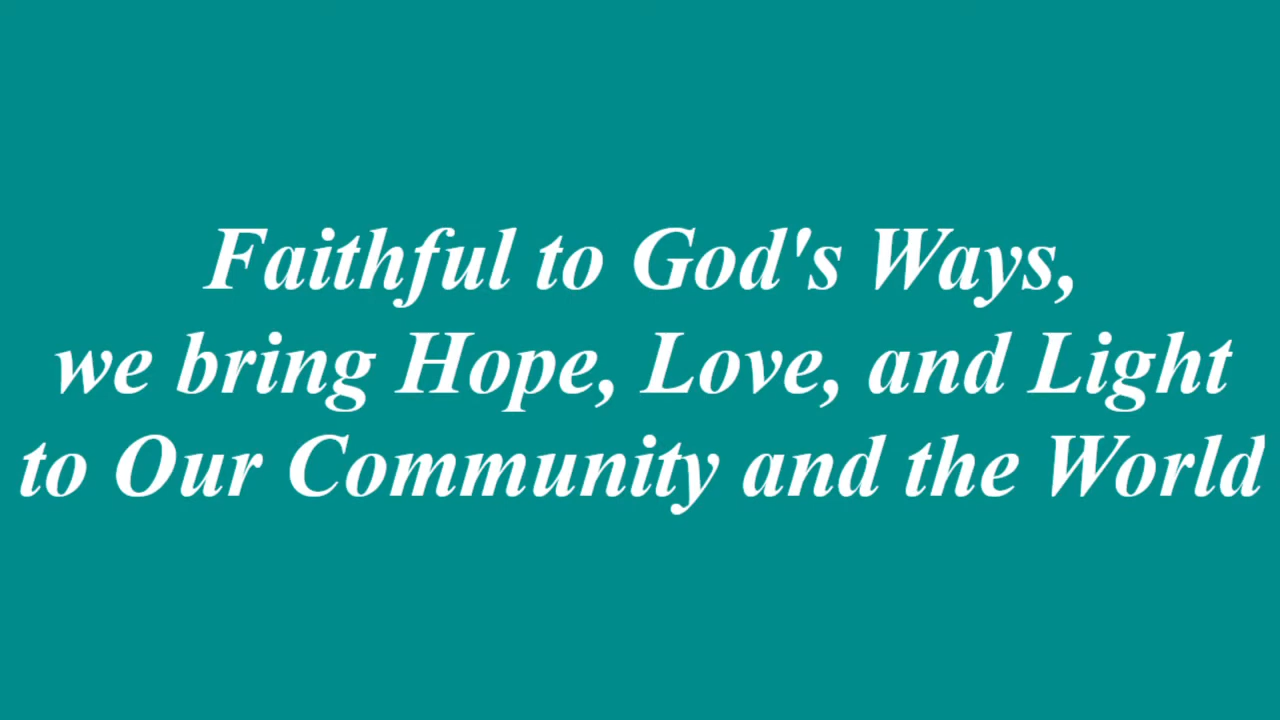 Faithful to God's Ways,
we bring Hope, Love, and Light
to Our Community and the World